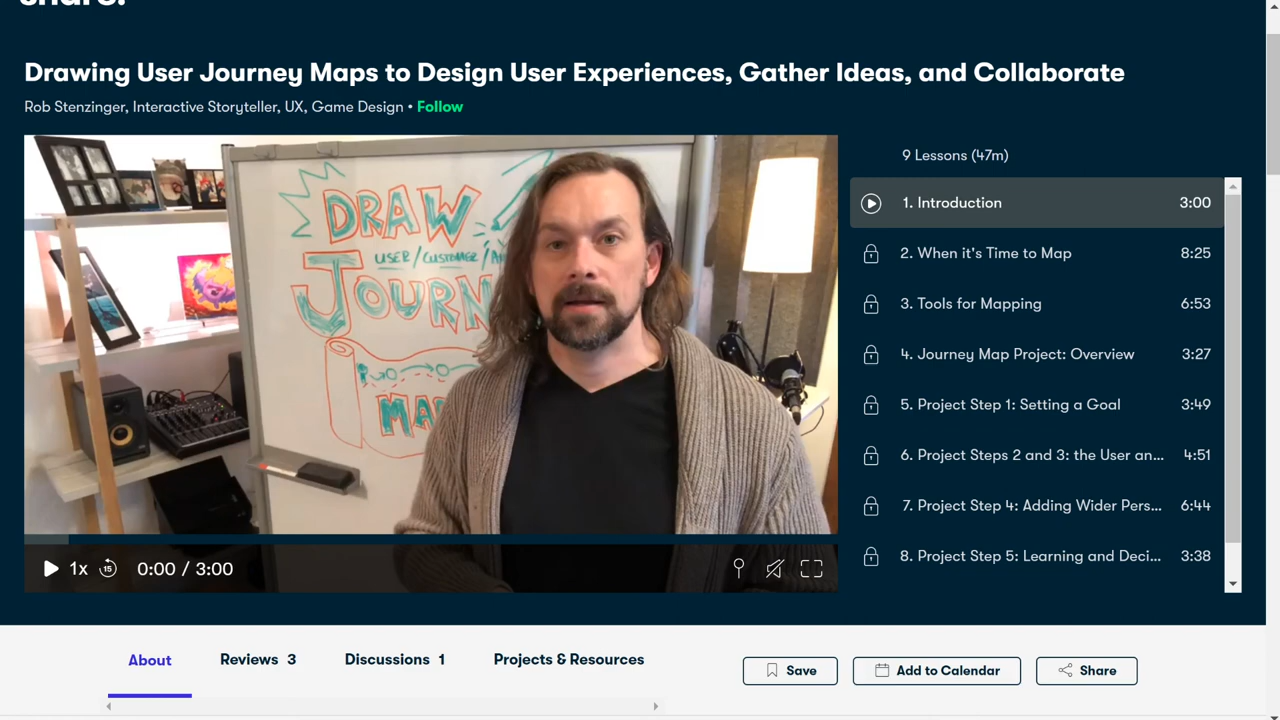 share.
Drawing User Journey Maps to Design User Experiences, Gather Ideas, and Collaborate
Rob Stenzinger, Interactive Storyteller, UX, Game Design • Follow
DRAW
USER/CUSTOMER/
JOURN
MA
1x 15 0:00 / 3:00
9 Lessons (47m)
1. Introduction 3:00
2. When it's Time to Map 8:25
3. Tools for Mapping 6:53
4. Journey Map Project: Overview 3:27
5. Project Step 1: Setting a Goal 3:49
6. Project Steps 2 and 3: the User an... 4:51
7. Project Step 4: Adding Wider Pers... 6:44
8. Project Step 5: Learning and Deci... 3:38
About Reviews 3 Discussions 1 Projects & Resources Save Add to Calendar Share